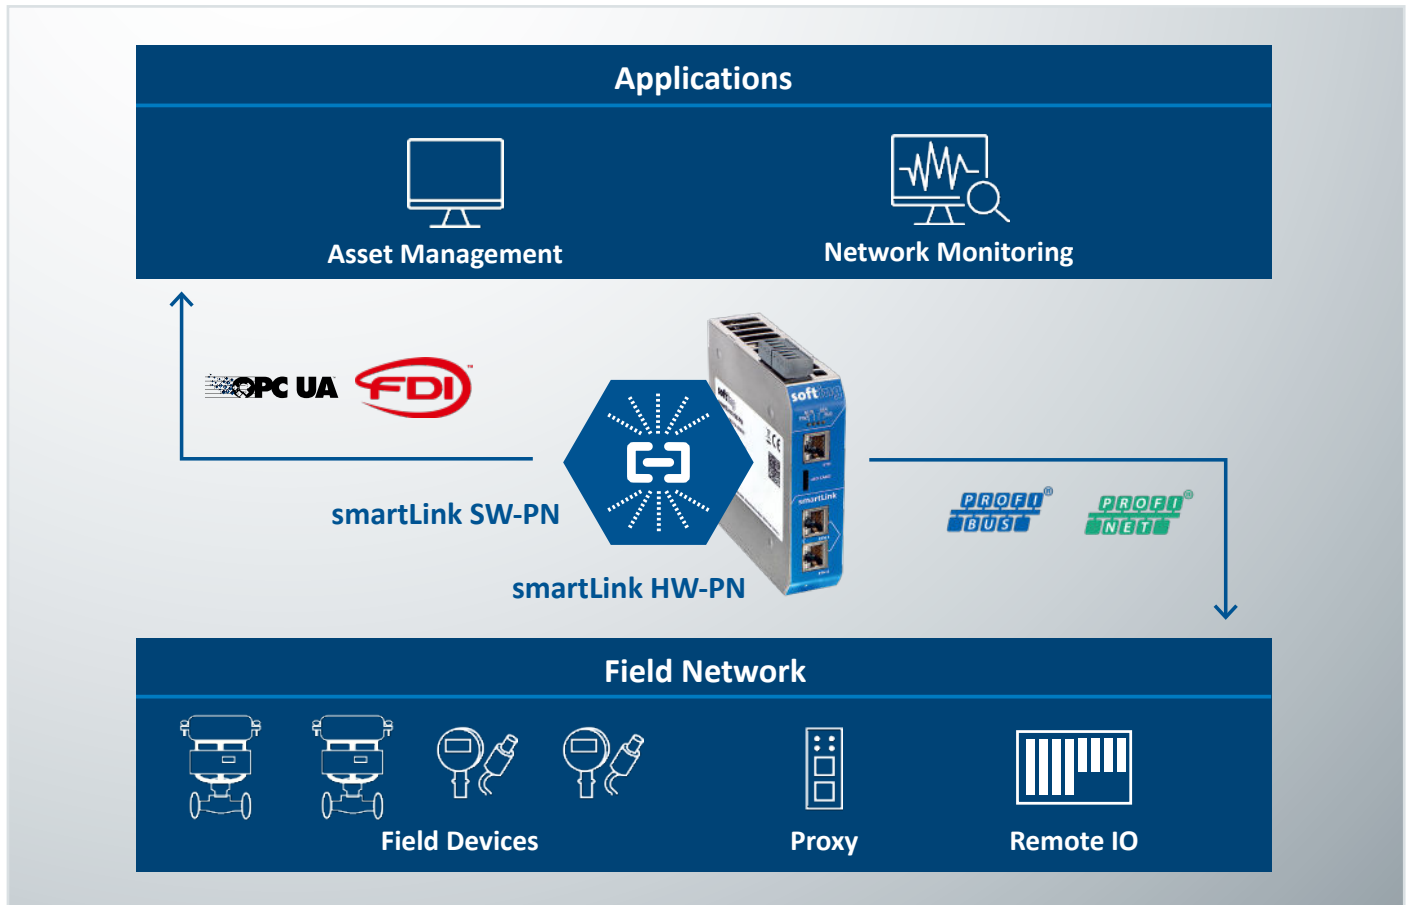 Applications
Asset Management
Network Monitoring
OPC UA
FDI™
softing
smartLink
smartLink SW-PN
smartLink HW-PN
PROFI®
BUS
PROFI®
NET
Field Network
Field Devices
Proxy
Remote IO